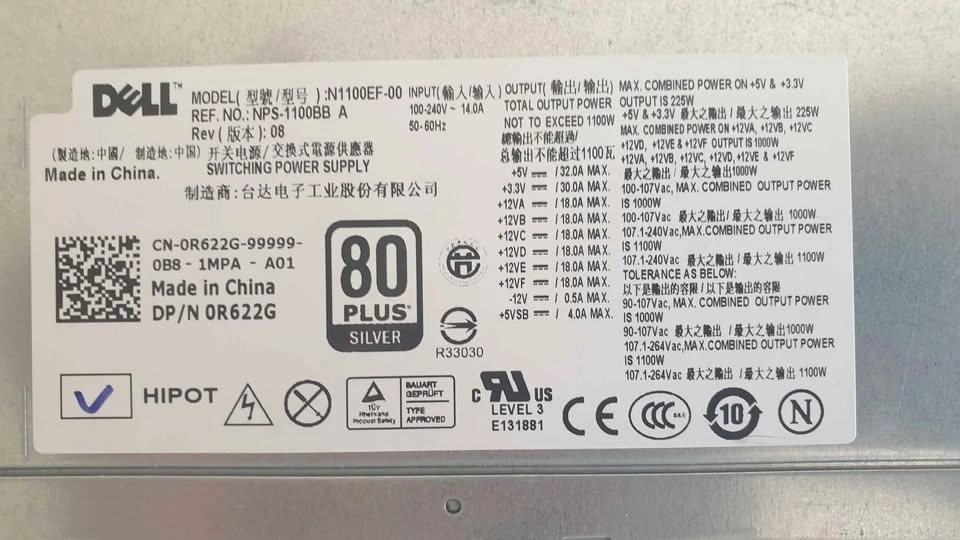 DELL™
MODEL( 型號/型号 ) :N1100EF-00
REF. NO.: NPS-1100BB A
Rev ( 版本 ): 08
(製造地:中國/ 制造地:中国) 开关电源/交换式電源供應器
Made in China.
SWITCHING POWER SUPPLY
制造商:台达电子工业股份有限公司
INPUT(輸入/输入)
100-240V~ 14.0A
50-60Hz
OUTPUT(輸出/输出)
TOTAL OUTPUT POWER
NOT TO EXCEED 1100W
總輸出不能超過/
总输出不能超过1100瓦
+5V ⎓ / 32.0A MAX.
+3.3V ⎓ / 30.0A MAX.
+12VA ⎓ / 18.0A MAX.
+12VB ⎓ / 18.0A MAX.
+12VC ⎓ / 18.0A MAX.
+12VD ⎓ / 18.0A MAX.
+12VE ⎓ / 18.0A MAX.
+12VF ⎓ / 18.0A MAX.
-12V ⎓ / 0.5A MAX.
+5VSB ⎓ / 4.0A MAX.
MAX. COMBINED POWER ON +5V & +3.3V
OUTPUT IS 225W
+5V & +3.3V 最大之輸出/最大之输出 225W
MAX. COMBINED POWER ON +12VA, +12VB, +12VC
+12VD, +12VE & +12VF OUTPUT IS 1000W
+12VA, +12VB, +12VC, +12VD, +12VE & +12VF
最大之輸出/最大之输出1000W
100-107Vac, MAX. COMBINED OUTPUT POWER
IS 1000W
100-107Vac 最大之輸出/最大之输出 1000W
107.1-240Vac, MAX. COMBINED OUTPUT POWER
IS 1100W
107.1-240Vac 最大之輸出/最大之输出 1100W
TOLERANCE AS BELOW:
以下是輸出的容限/以下是输出的容限
90-107Vac, MAX. COMBINED OUTPUT POWER
IS 1000W
90-107Vac 最大之輸出/最大之输出1000W
107.1-264Vac,MAX.COMBINED OUTPUT POWER
IS 1100W
107.1-264Vac 最大之輸出/最大之输出 1100W
CN-0R622G-99999-
0B8 - 1MPA - A01
Made in China
DP/N 0R622G
80
PLUS
SILVER
R33030
HIPOT
TÜV
Rheinland
Product Safety
BAUART
GEPRÜFT
TYPE
APPROVED
c RU US
LEVEL 3
E131881
CE
CCC S&E
10
N